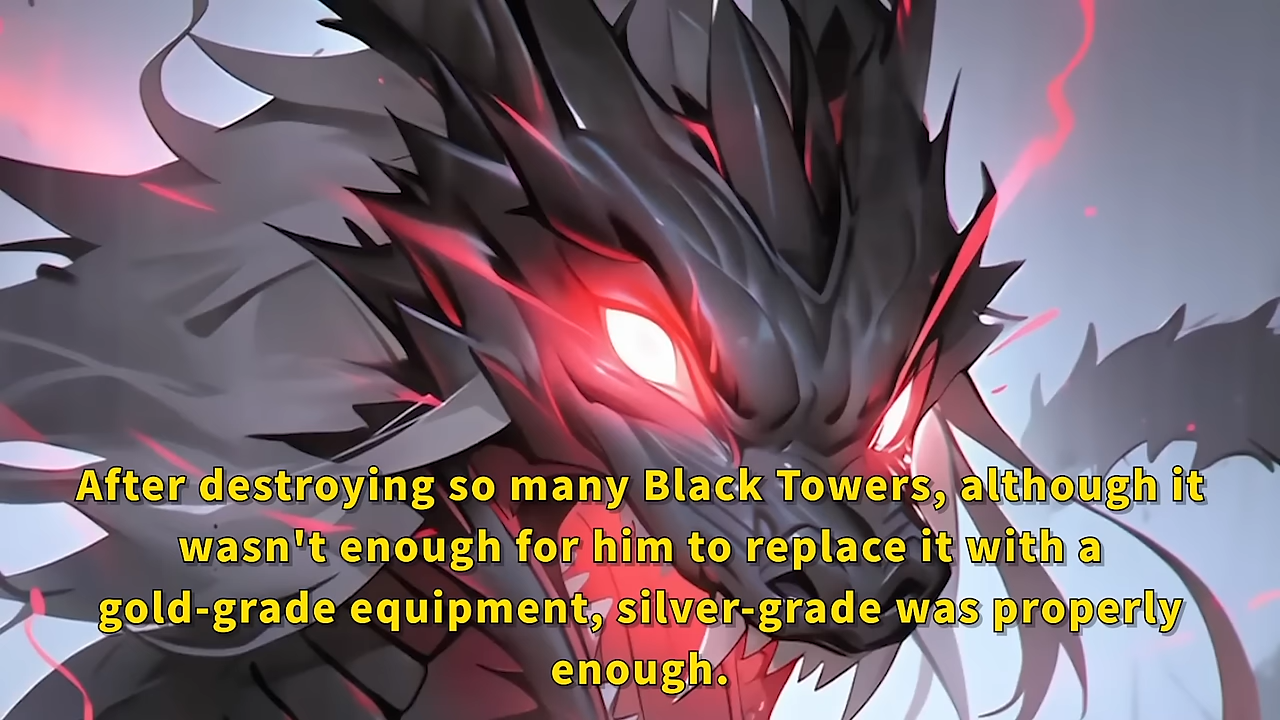 After destroying so many Black Towers, although it
wasn't enough for him to replace it with a
gold-grade equipment, silver-grade was properly
enough.